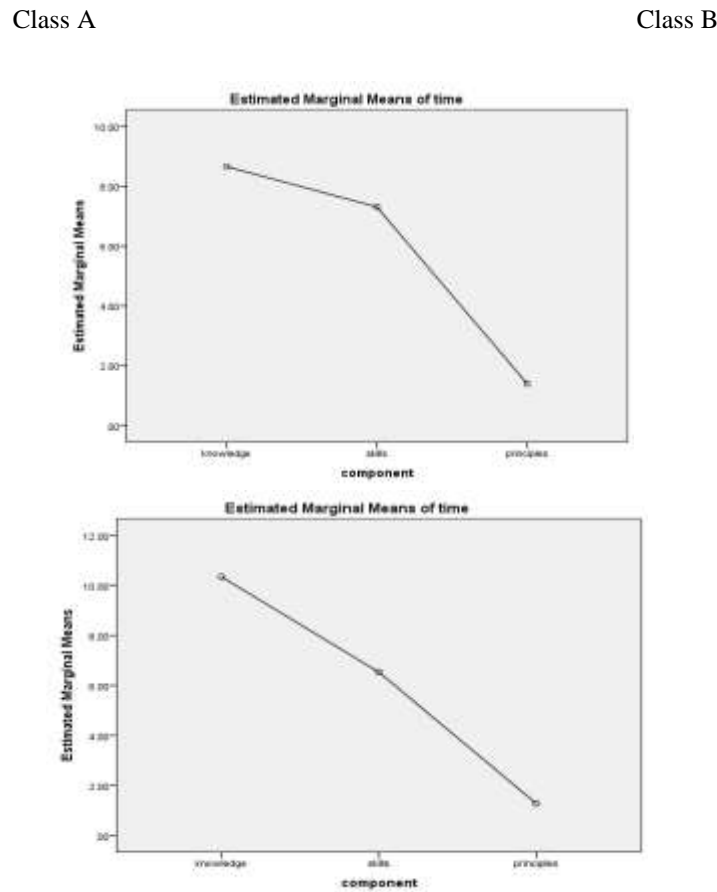 Class A Class B
Estimated Marginal Means of time
Estimated Marginal Means
10.00
8.00
6.00
4.00
2.00
.00
knowledge skills principles
component
Estimated Marginal Means of time
Estimated Marginal Means
12.00
10.00
8.00
6.00
4.00
2.00
.00
knowledge skills principles
component